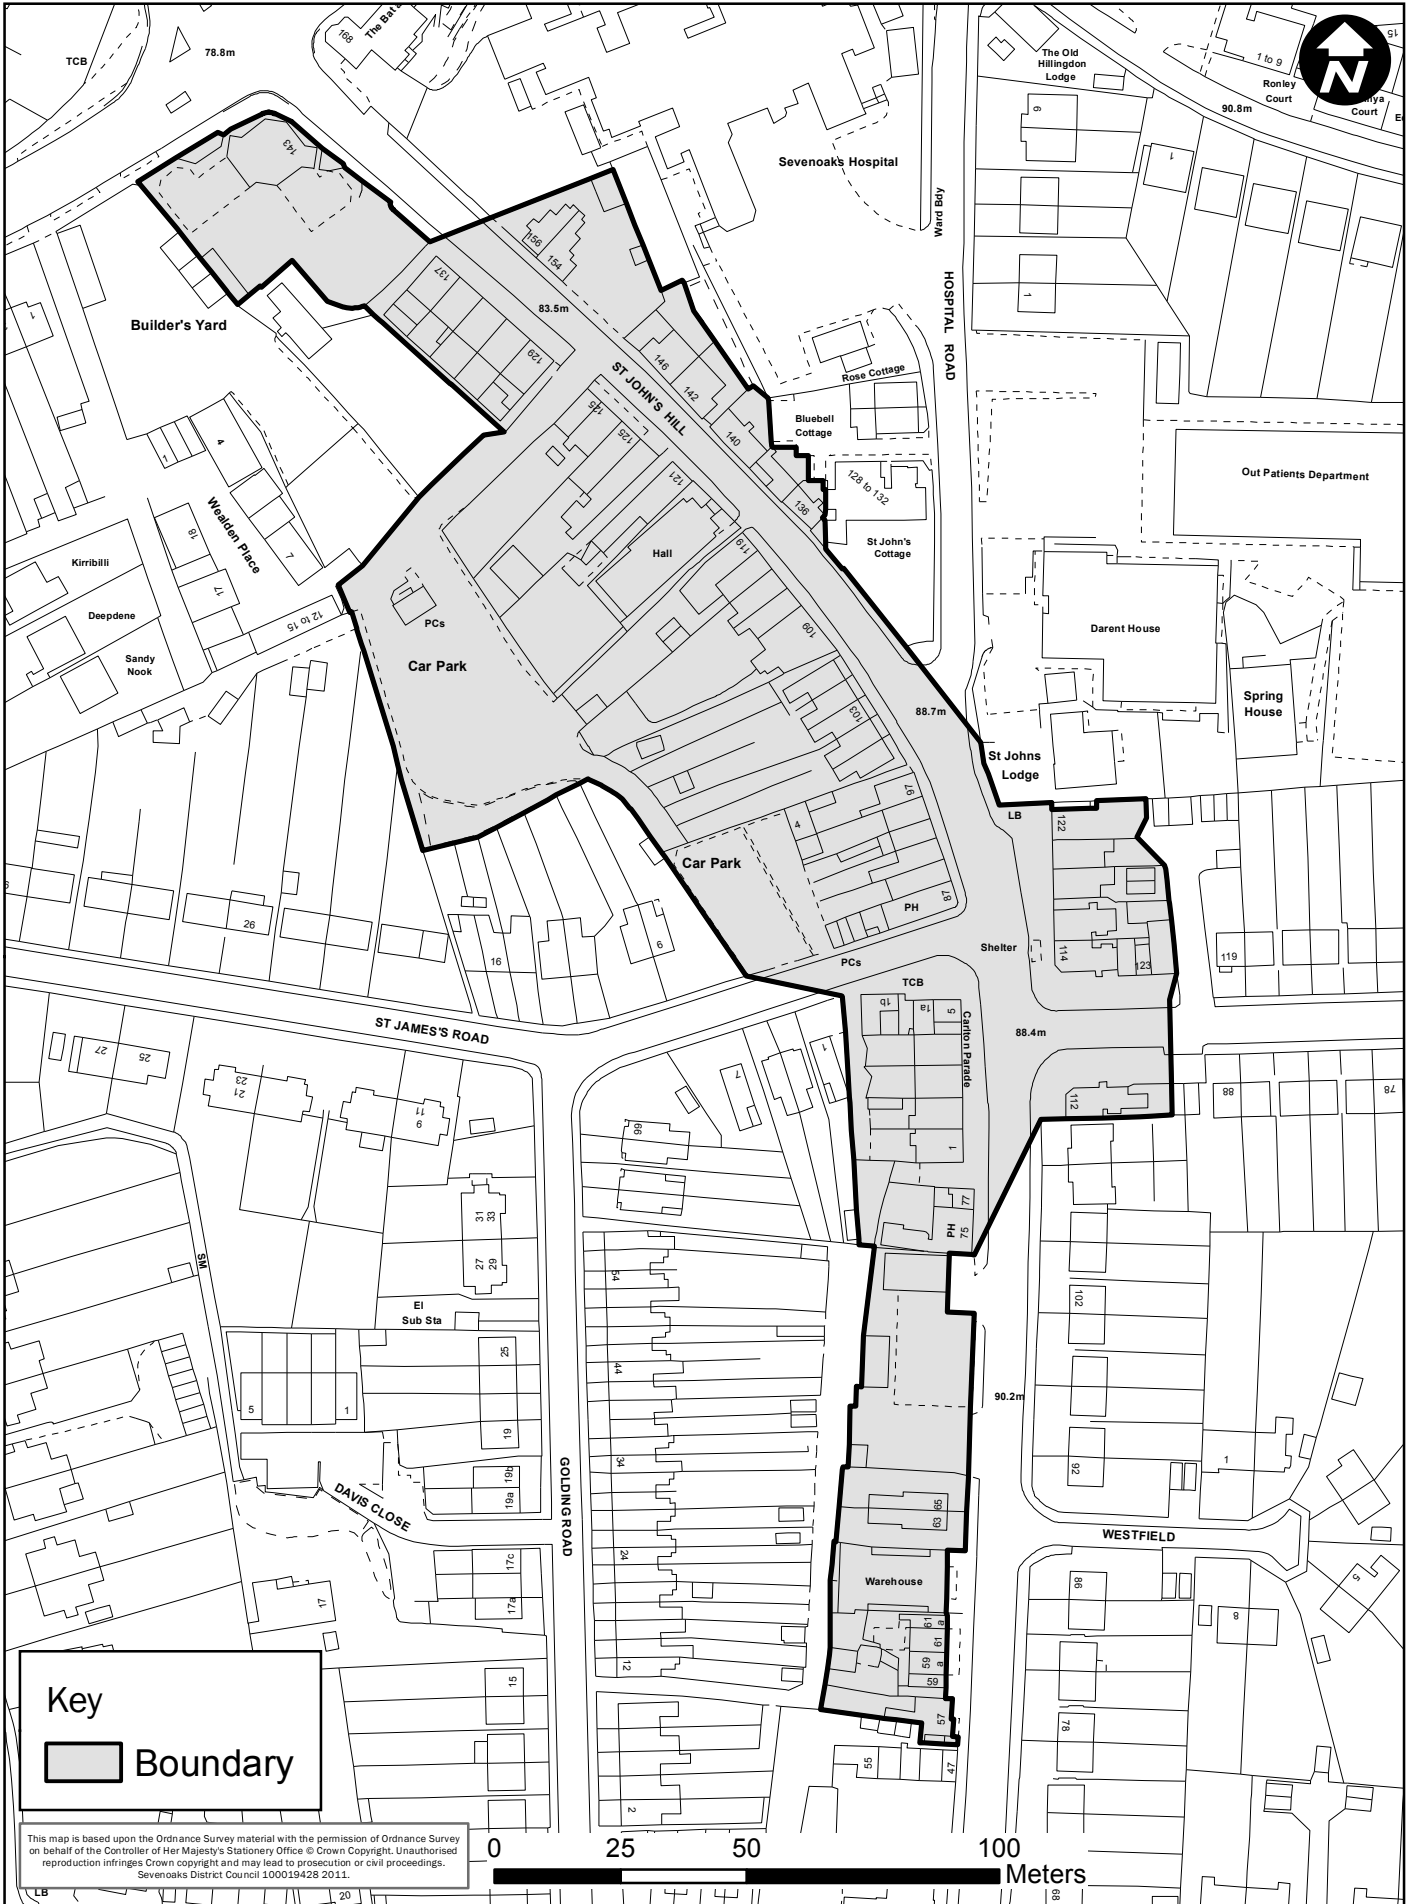 TCB
78.8m
168
The Old
Hillingdon
Lodge
1 to 9
Ronley
Court
Court
15
N
90.8m
143
6
1
Sevenoaks Hospital
Ward Bdy
HOSPITAL ROAD
156
154
137
83.5m
1
1
Builder's Yard
129
146
142
ST JOHN'S HILL
Rose Cottage
Bluebell
Cottage
140
125
125
121
136
128 to 132
St John's
Cottage
Out Patients Department
4
1
Wealden Place
18
7
17
12 to 15
Kirribilli
Deepdene
Sandy
Nook
Hall
119
PCs
Car Park
109
Darent House
Spring
House
103
88.7m
St Johns
Lodge
LB
122
97
4
Car Park
PH
87
Shelter
114
123
119
26
16
6
PCs
TCB
1b
1a
5
Carlton Parade
88.4m
ST JAMES'S ROAD
27
25
23
21
11
9
7
1
66
112
88
78
1
77
PH
75
31
33
27
29
SM
54
El
Sub Sta
102
44
25
5
1
19
90.2m
34
92
1
19b
19a
65
63
DAVIS CLOSE
GOLDING ROAD
WESTFIELD
24
17c
17a
17
Warehouse
86
8
5
61
a
61
59
a
59
57
12
15
78
55
47
2
Key
Boundary
This map is based upon the Ordnance Survey material with the permission of Ordnance Survey
on behalf of the Controller of Her Majesty's Stationery Office © Crown Copyright. Unauthorised
reproduction infringes Crown copyright and may lead to prosecution or civil proceedings.
Sevenoaks District Council 100019428 2011.
0 25 50 100
Meters
LB
20
68